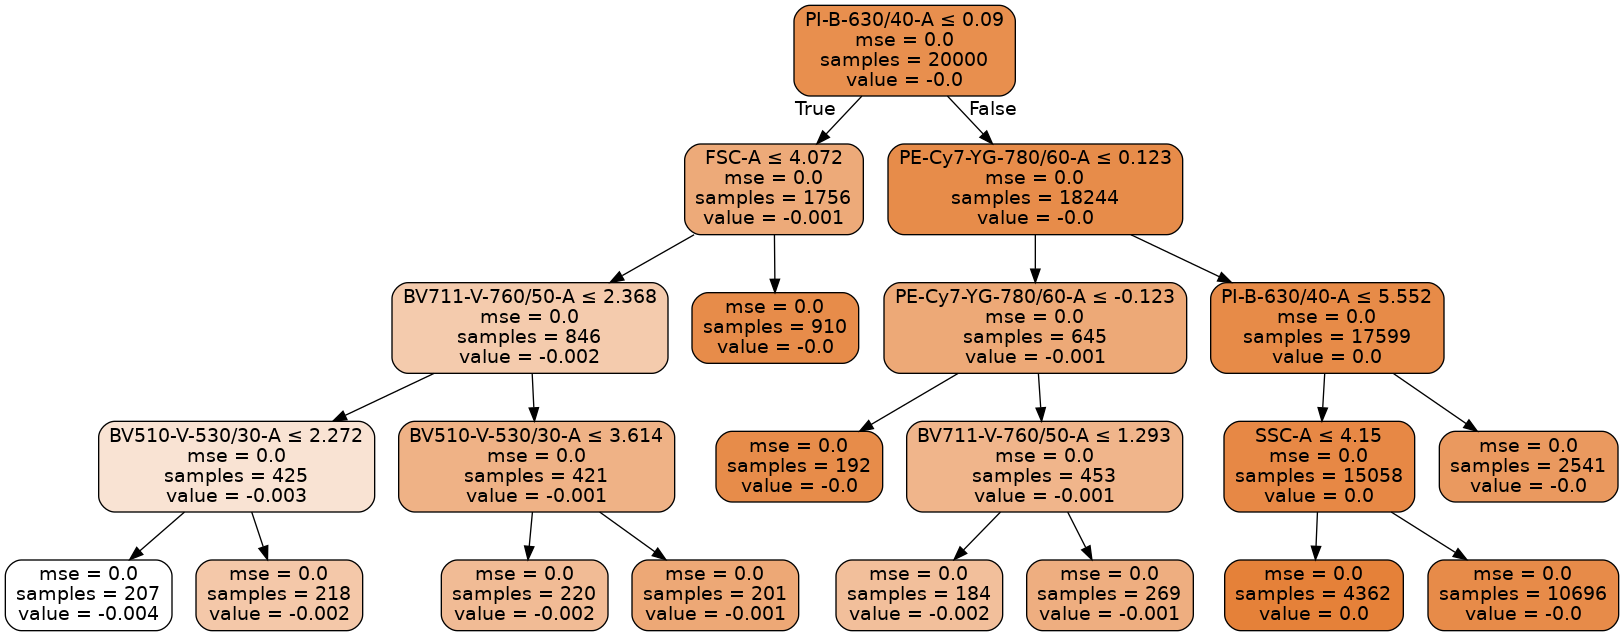 PI-B-630/40-A ≤ 0.09
mse = 0.0
samples = 20000
value = -0.0
True
False
FSC-A ≤ 4.072
mse = 0.0
samples = 1756
value = -0.001
PE-Cy7-YG-780/60-A ≤ 0.123
mse = 0.0
samples = 18244
value = -0.0
BV711-V-760/50-A ≤ 2.368
mse = 0.0
samples = 846
value = -0.002
mse = 0.0
samples = 910
value = -0.0
PE-Cy7-YG-780/60-A ≤ -0.123
mse = 0.0
samples = 645
value = -0.001
PI-B-630/40-A ≤ 5.552
mse = 0.0
samples = 17599
value = 0.0
BV510-V-530/30-A ≤ 2.272
mse = 0.0
samples = 425
value = -0.003
BV510-V-530/30-A ≤ 3.614
mse = 0.0
samples = 421
value = -0.001
mse = 0.0
samples = 192
value = -0.0
BV711-V-760/50-A ≤ 1.293
mse = 0.0
samples = 453
value = -0.001
SSC-A ≤ 4.15
mse = 0.0
samples = 15058
value = 0.0
mse = 0.0
samples = 2541
value = -0.0
mse = 0.0
samples = 207
value = -0.004
mse = 0.0
samples = 218
value = -0.002
mse = 0.0
samples = 220
value = -0.002
mse = 0.0
samples = 201
value = -0.001
mse = 0.0
samples = 184
value = -0.002
mse = 0.0
samples = 269
value = -0.001
mse = 0.0
samples = 4362
value = 0.0
mse = 0.0
samples = 10696
value = -0.0